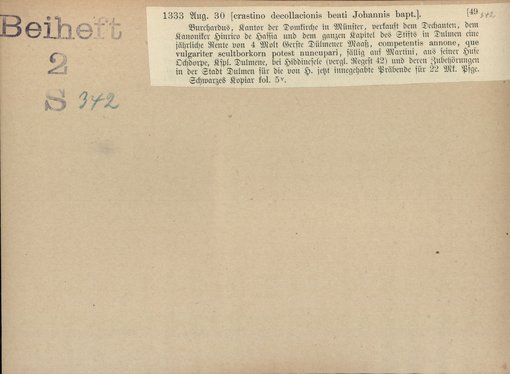 Beiheft
2
S 342
1333 Aug. 30 [crastino decollacionis beati Johannis bapt.]. [49 342
Burchardus, Kantor der Domkirche in Münster, verkauft dem Dechanten, dem
Kanoniker Hinrico de Hassia und dem ganzen Kapitel des Stifts in Dulmen eine
jährliche Rente von 4 Molt Gerste Dülmener Maaß, competentis annone, que
vulgariter scultborkorn potest nuncupari, fällig auf Martini, aus seiner Hufe
Ochdorpe, Kspl. Dulmene, bei Hiddinesele (vergl. Regest 42) und deren Zubehörungen
in der Stadt Dulmen für die von H. jetzt innegehabte Präbende für 22 Mk. Pfge.
Schwarzes Kopiar fol. 5v.